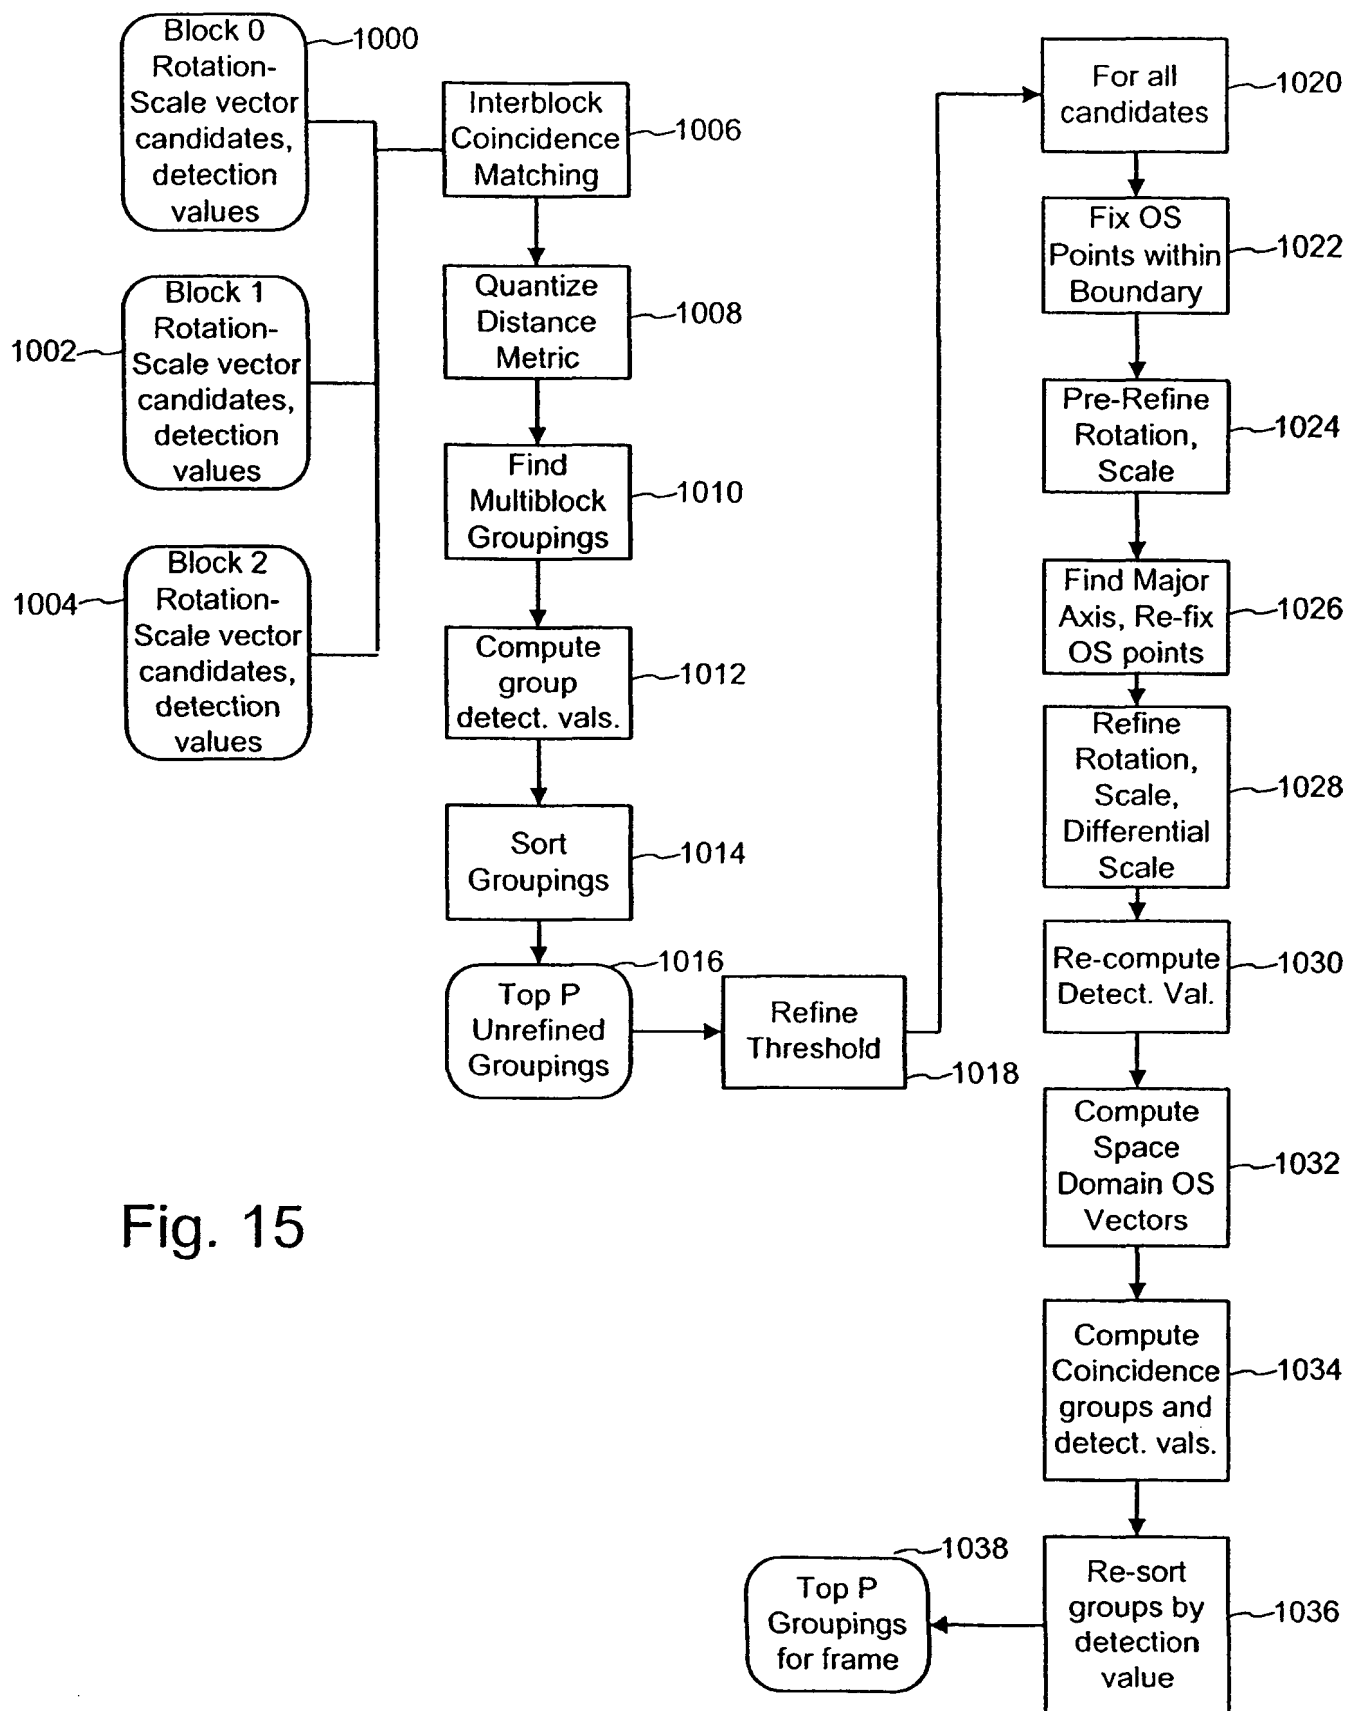 Block 0
Rotation-
Scale vector
candidates,
detection
values
1000
Block 1
Rotation-
Scale vector
candidates,
detection
values
1002
Block 2
Rotation-
Scale vector
candidates,
detection
values
1004
Interblock
Coincidence
Matching
1006
Quantize
Distance
Metric
1008
Find
Multiblock
Groupings
1010
Compute
group
detect. vals.
1012
Sort
Groupings
1014
Top P
Unrefined
Groupings
1016
Refine
Threshold
1018
For all
candidates
1020
Fix OS
Points within
Boundary
1022
Pre-Refine
Rotation,
Scale
1024
Find Major
Axis, Re-fix
OS points
1026
Refine
Rotation,
Scale,
Differential
Scale
1028
Re-compute
Detect. Val.
1030
Compute
Space
Domain OS
Vectors
1032
Compute
Coincidence
groups and
detect. vals.
1034
Re-sort
groups by
detection
value
1036
Top P
Groupings
for frame
1038
Fig. 15